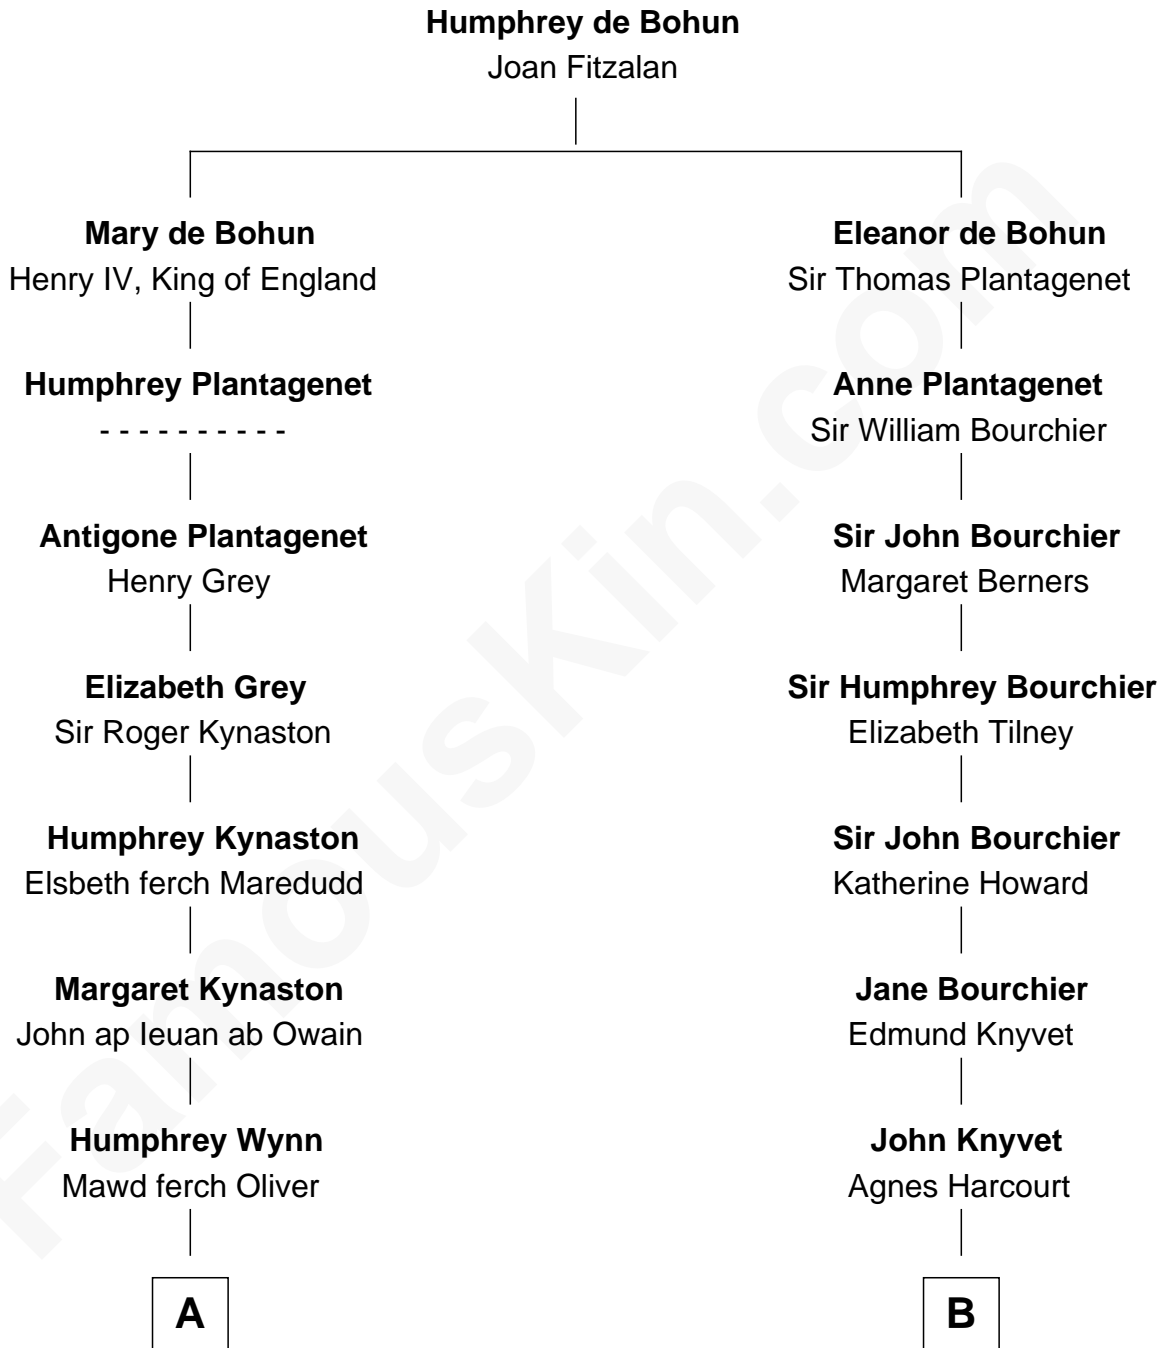 Humphrey de Bohun
Joan Fitzalan
Mary de Bohun
Henry IV, King of England
Eleanor de Bohun
Sir Thomas Plantagenet
Humphrey Plantagenet
- - - - - - - - - -
Anne Plantagenet
Sir William Bourchier
Antigone Plantagenet
Henry Grey
Sir John Bourchier
Margaret Berners
Elizabeth Grey
Sir Roger Kynaston
Sir Humphrey Bourchier
Elizabeth Tilney
Humphrey Kynaston
Elsbeth ferch Maredudd
Sir John Bourchier
Katherine Howard
Margaret Kynaston
John ap Ieuan ab Owain
Jane Bourchier
Edmund Knyvet
Humphrey Wynn
Mawd ferch Oliver
John Knyvet
Agnes Harcourt
A
B
FamousKin.com